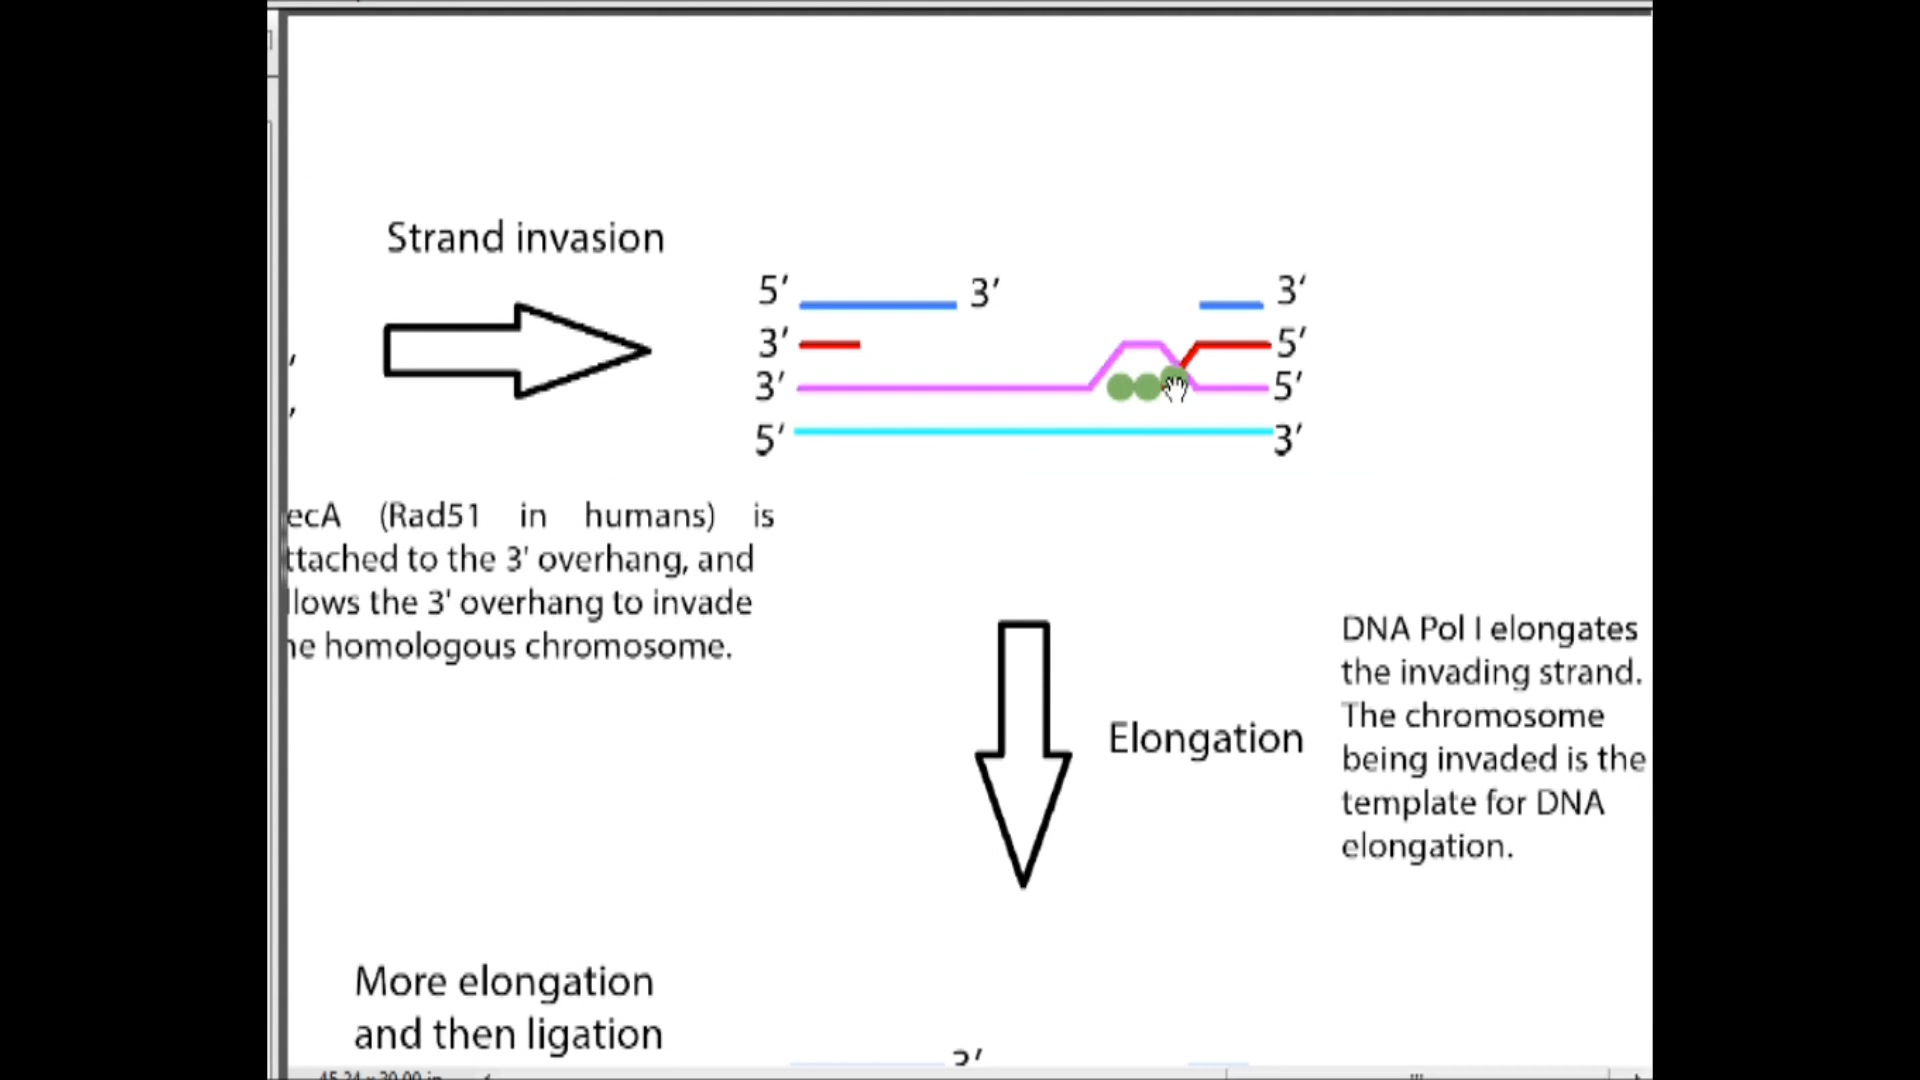 Strand invasion
5′ 3′ 3′
3′ 5′
3′ 5′
5′ 3′
ecA (Rad51 in humans) is
ttached to the 3' overhang, and
llows the 3' overhang to invade
he homologous chromosome.
DNA Pol I elongates
the invading strand.
The chromosome
being invaded is the
template for DNA
elongation.
Elongation
More elongation
and then ligation
3′